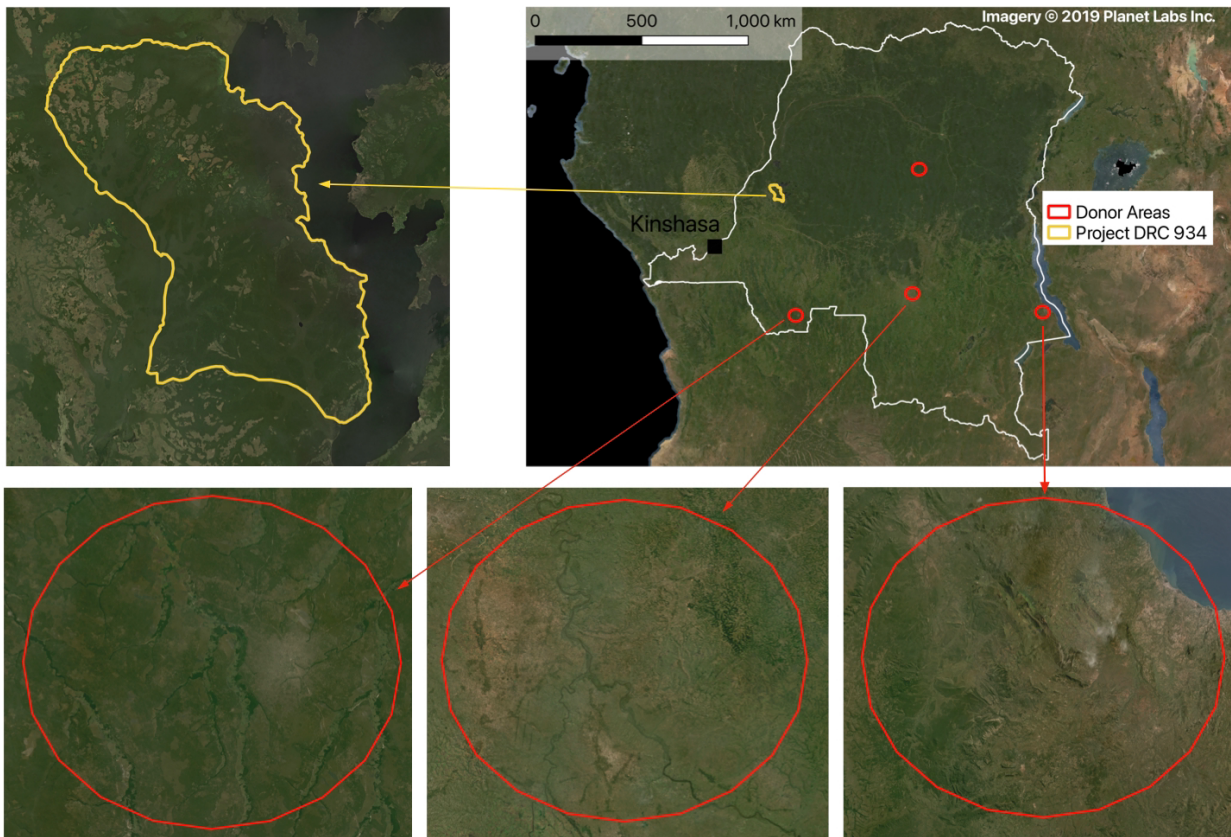 0 500 1,000 km
Imagery © 2019 Planet Labs Inc.
Kinshasa
Donor Areas
Project DRC 934